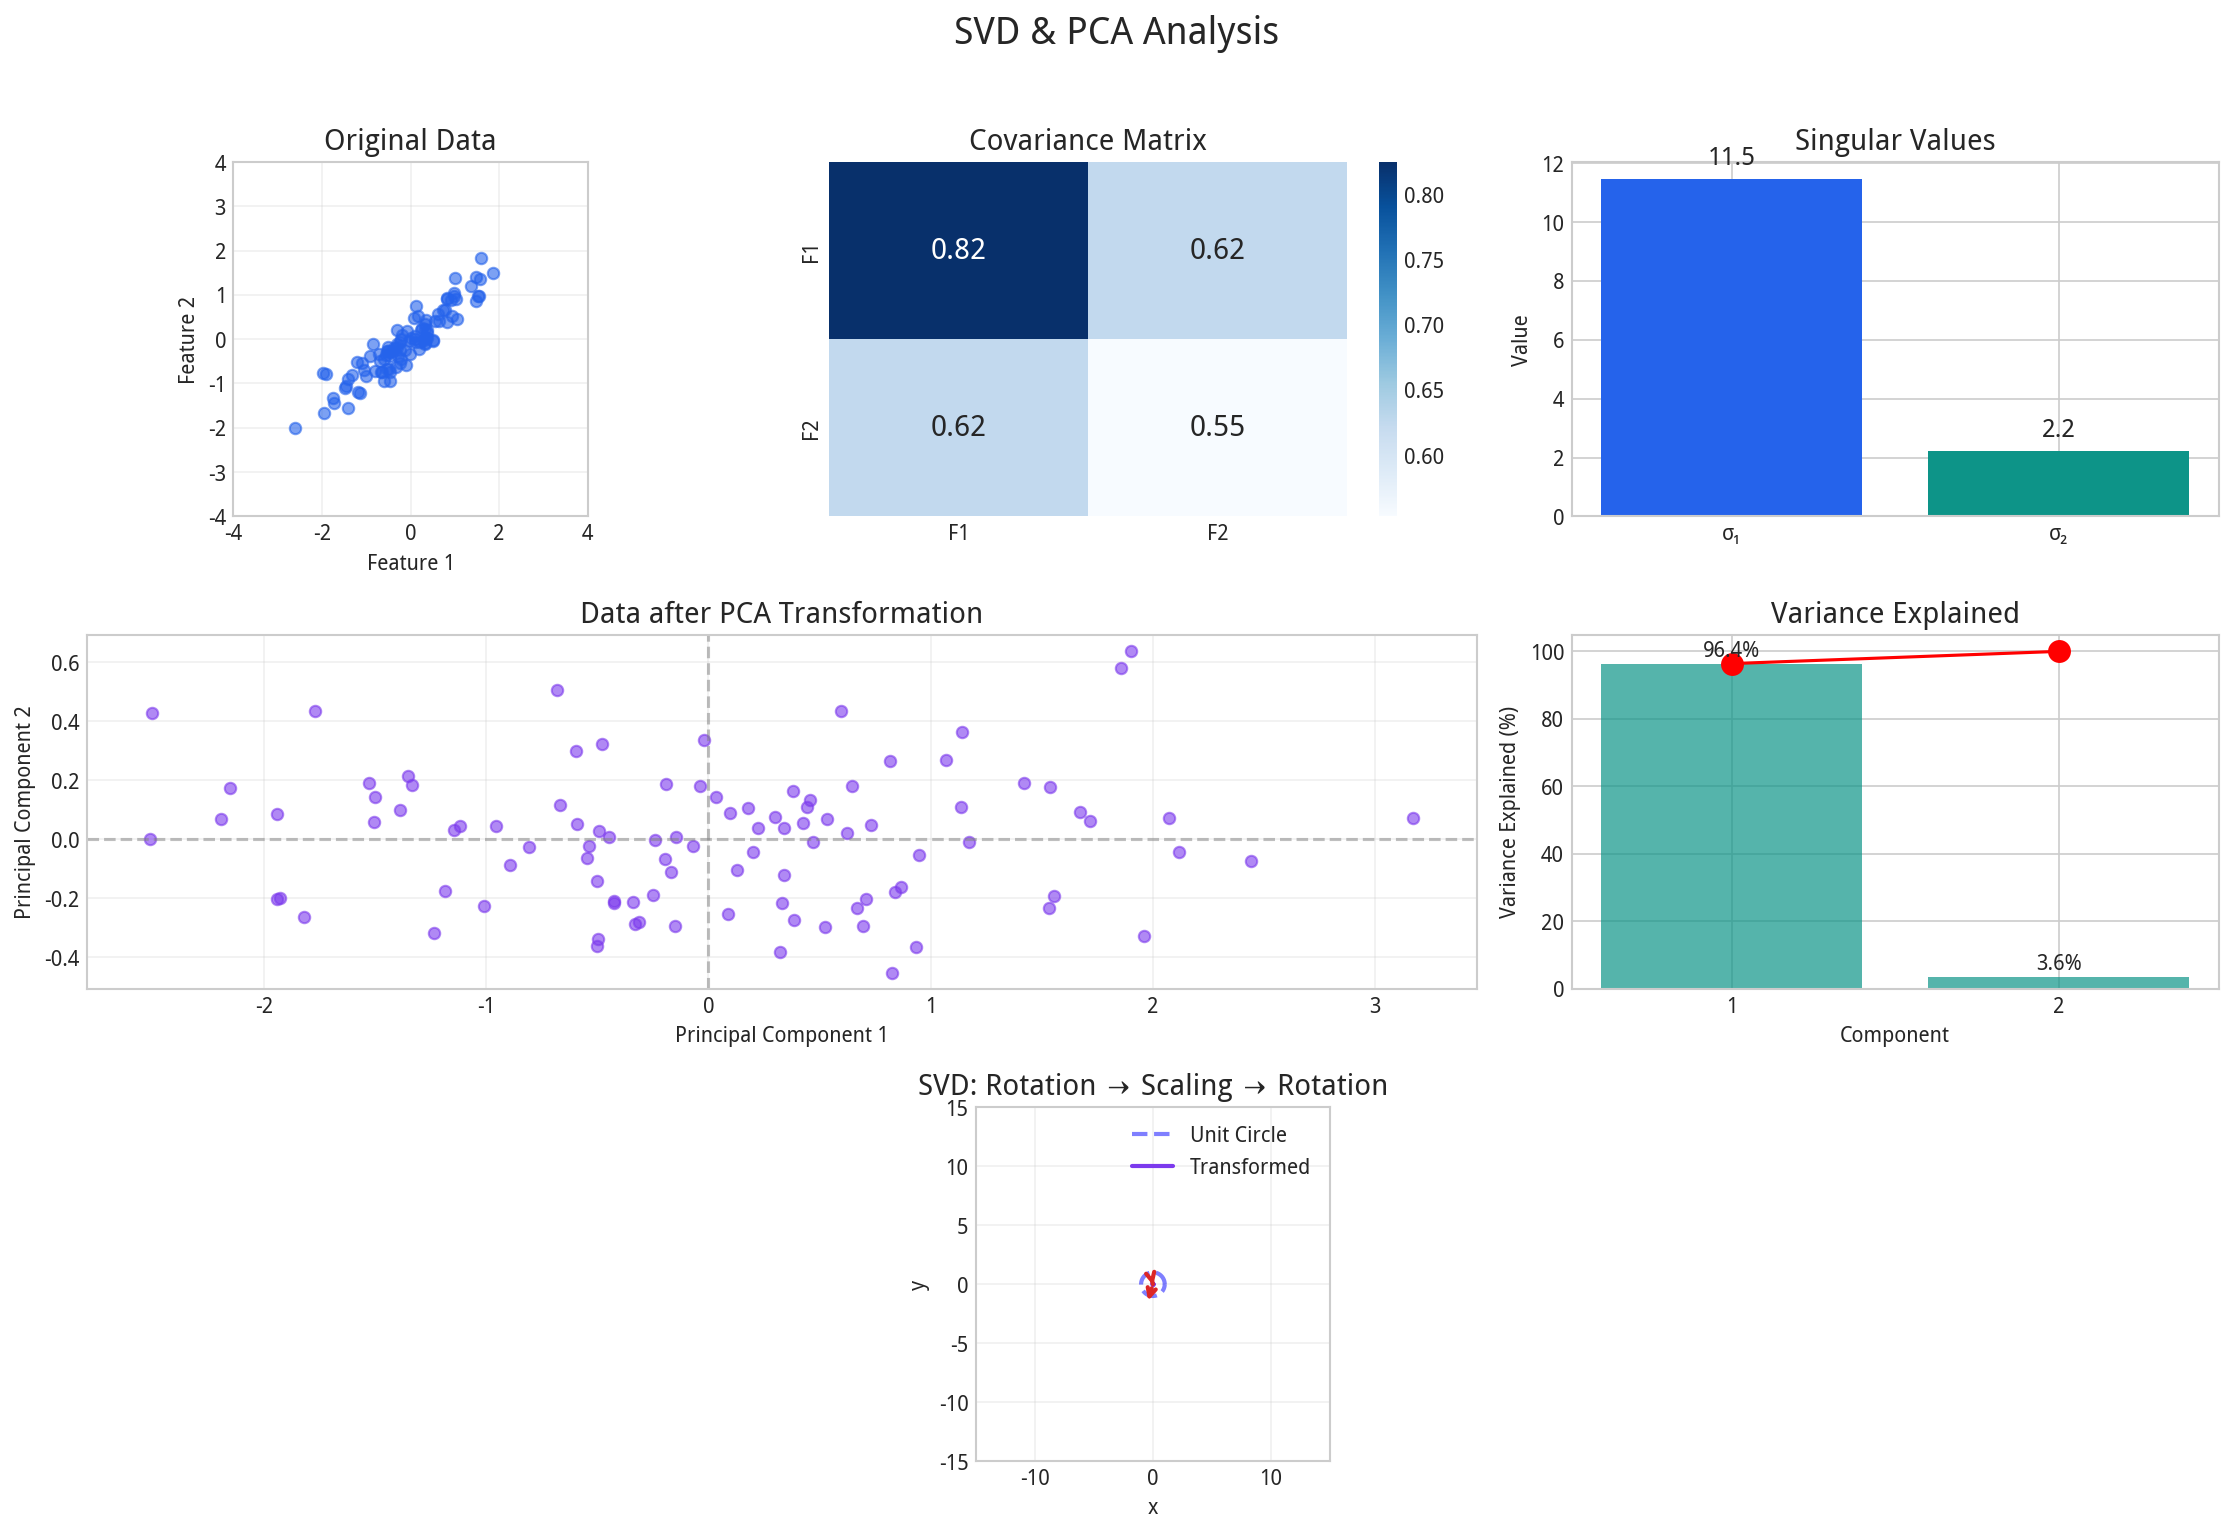 SVD & PCA Analysis
Original Data
4
3
2
1
0
-1
-2
-3
-4
-4 -2 0 2 4
Feature 2
Feature 1
Covariance Matrix
F1
F2
0.82 0.62
0.62 0.55
F1 F2
0.80
0.75
0.70
0.65
0.60
Singular Values
12
10
8
6
4
2
0
Value
11.5
2.2
σ₁ σ₂
Data after PCA Transformation
0.6
0.4
0.2
0.0
-0.2
-0.4
Principal Component 2
-2 -1 0 1 2 3
Principal Component 1
Variance Explained
100
80
60
40
20
0
Variance Explained (%)
96.4%
3.6%
1 2
Component
SVD: Rotation → Scaling → Rotation
15
10
5
0
-5
-10
-15
y
Unit Circle
Transformed
-10 0 10
x